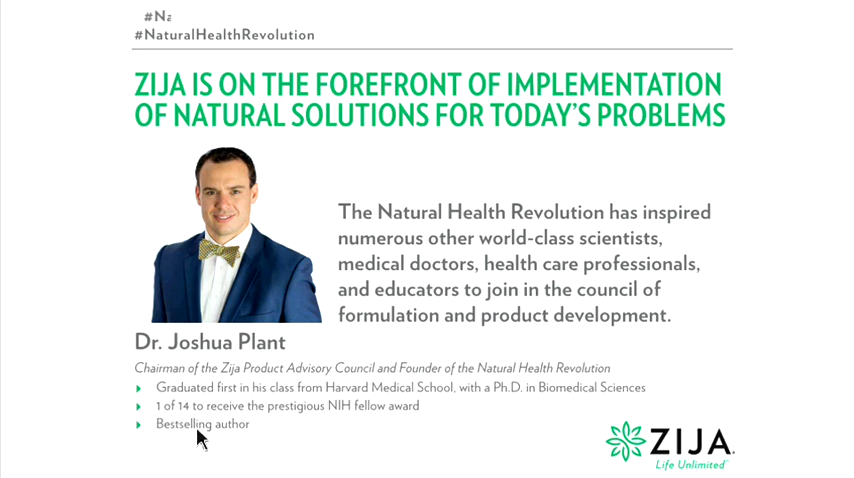 #Na
#NaturalHealthRevolution
ZIJA IS ON THE FOREFRONT OF IMPLEMENTATION
OF NATURAL SOLUTIONS FOR TODAY'S PROBLEMS
The Natural Health Revolution has inspired
numerous other world-class scientists,
medical doctors, health care professionals,
and educators to join in the council of
formulation and product development.
Dr. Joshua Plant
Chairman of the Zija Product Advisory Council and Founder of the Natural Health Revolution
Graduated first in his class from Harvard Medical School, with a Ph.D. in Biomedical Sciences
1 of 14 to receive the prestigious NIH fellow award
Bestselling author
ZIJA.
Life Unlimited